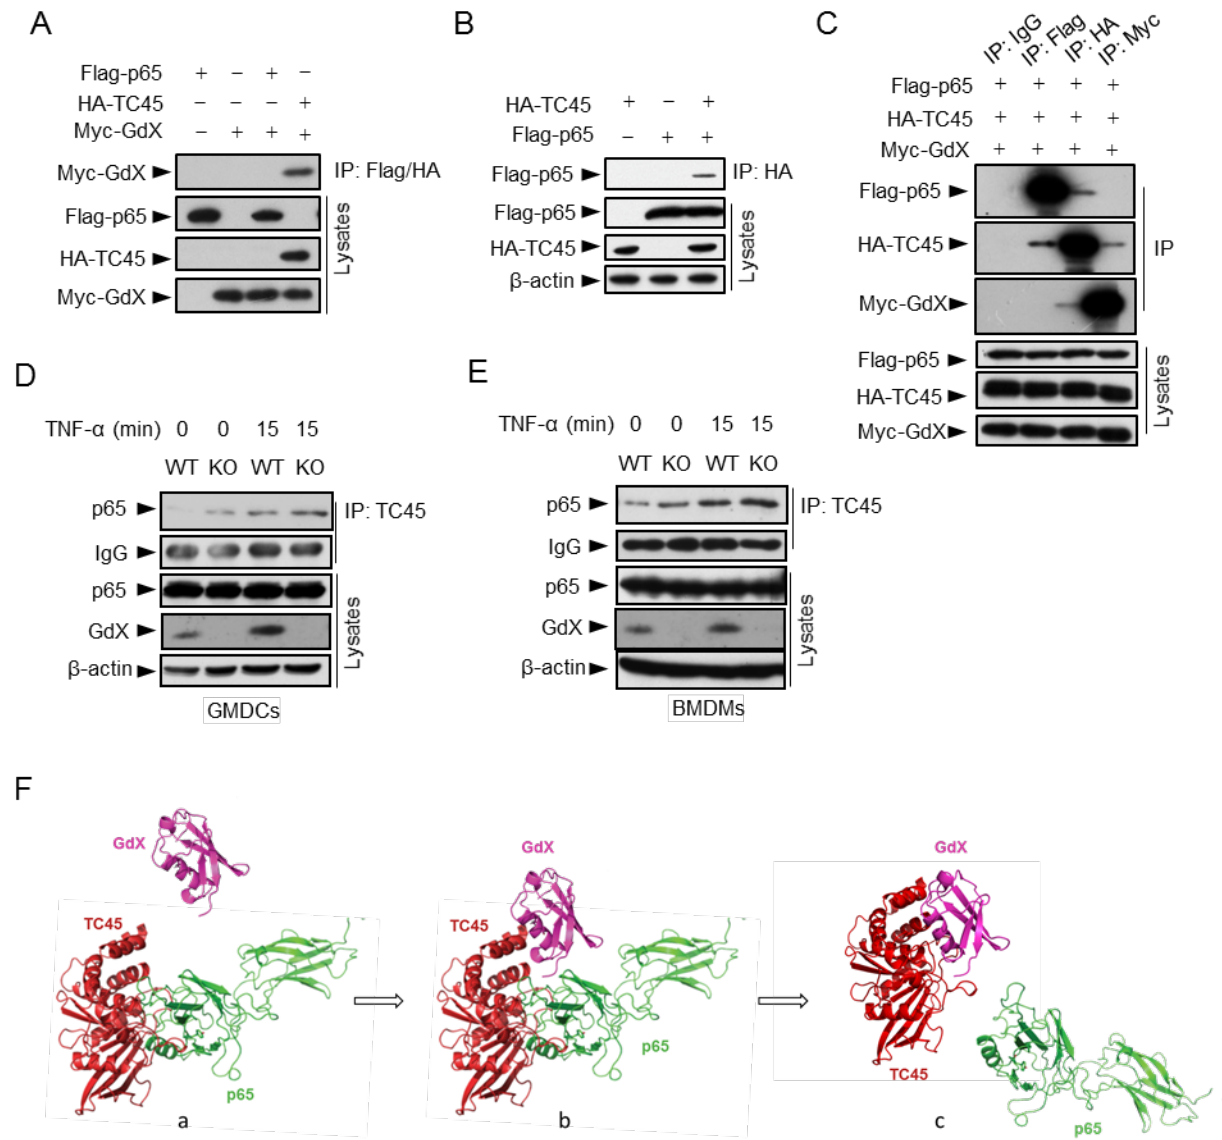 A
Flag-p65 + – + –
HA-TC45 – – – +
Myc-GdX – + + +
Myc-GdX IP: Flag/HA
Flag-p65
HA-TC45
Myc-GdX
Lysates
B
HA-TC45 + – +
Flag-p65 – + +
Flag-p65 IP: HA
Flag-p65
HA-TC45
β-actin
Lysates
C
IP: IgG
IP: Flag
IP: HA
IP: Myc
Flag-p65 + + + +
HA-TC45 + + + +
Myc-GdX + + + +
Flag-p65
HA-TC45
Myc-GdX
IP
Flag-p65
HA-TC45
Myc-GdX
Lysates
D
TNF-α (min) 0 0 15 15
WT KO WT KO
p65 IP: TC45
IgG
p65
GdX
β-actin
Lysates
GMDCs
E
TNF-α (min) 0 0 15 15
WT KO WT KO
p65 IP: TC45
IgG
p65
GdX
β-actin
Lysates
BMDMs
F
GdX
TC45
p65
a
GdX
TC45
p65
b
GdX
TC45
p65
c